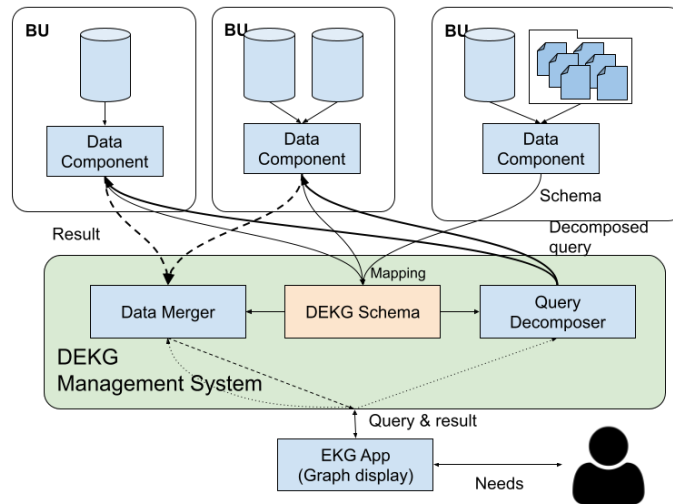 BU
BU
BU
Data
Component
Data
Component
Data
Component
Schema
Result
Decomposed
query
Mapping
Data Merger
DEKG Schema
Query
Decomposer
DEKG
Management System
Query & result
EKG App
(Graph display)
Needs